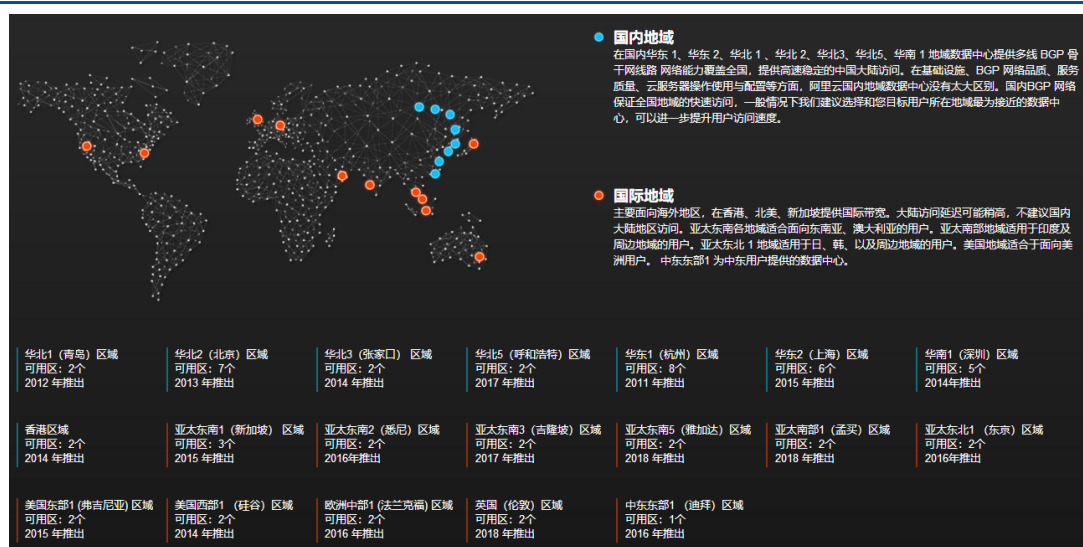 国内地域
在国内华东 1、华东 2、华北 1 、华北 2、华北3、华北5、华南 1 地域数据中心提供多线 BGP 骨
干网线路 网络能力覆盖全国，提供高速稳定的中国大陆访问。在基础设施、BGP 网络品质、服务
质量、云服务器操作使用与配置等方面，阿里云国内地域数据中心没有太大区别。国内BGP 网络
保证全国地域的快速访问，一般情况下我们建议选择和您目标用户所在地域最为接近的数据中
心，可以进一步提升用户访问速度。
国际地域
主要面向海外地区，在香港、北美、新加坡提供国际带宽。大陆访问延迟可能稍高，不建议国内
大陆地区访问。亚太东南各地域适合面向东南亚、澳大利亚的用户。亚太南部地域适用于印度及
周边地域的用户。亚太东北 1 地域适用于日、韩、以及周边地域的用户。美国地域适合于面向美
洲用户。 中东东部1 为中东用户提供的数据中心。
华北1（青岛）区域
可用区：2个
2012 年推出
华北2（北京）区域
可用区：7个
2013 年推出
华北3（张家口） 区域
可用区：2个
2014 年推出
华北5（呼和浩特）区域
可用区：2个
2017 年推出
华东1（杭州）区域
可用区：8个
2011 年推出
华东2（上海）区域
可用区：6个
2015 年推出
华南1（深圳）区域
可用区：5个
2014年推出
香港区域
可用区：2个
2014 年推出
亚太东南1（新加坡） 区域
可用区：3个
2015 年推出
亚太东南2（悉尼）区域
可用区：2个
2016年推出
亚太东南3（吉隆坡）区域
可用区：2个
2017 年推出
亚太东南5（雅加达）区域
可用区：2个
2018 年推出
亚太南部1（孟买）区域
可用区：2个
2018 年推出
亚太东北1 （东京）区域
可用区：2个
2016年推出
美国东部1 (弗吉尼亚) 区域
可用区：2个
2015 年推出
美国西部1 （硅谷）区域
可用区：2个
2014 年推出
欧洲中部1 (法兰克福) 区域
可用区：2个
2016 年推出
英国（伦敦）区域
可用区：2个
2018 年推出
中东东部1 （迪拜）区域
可用区：1个
2016 年推出